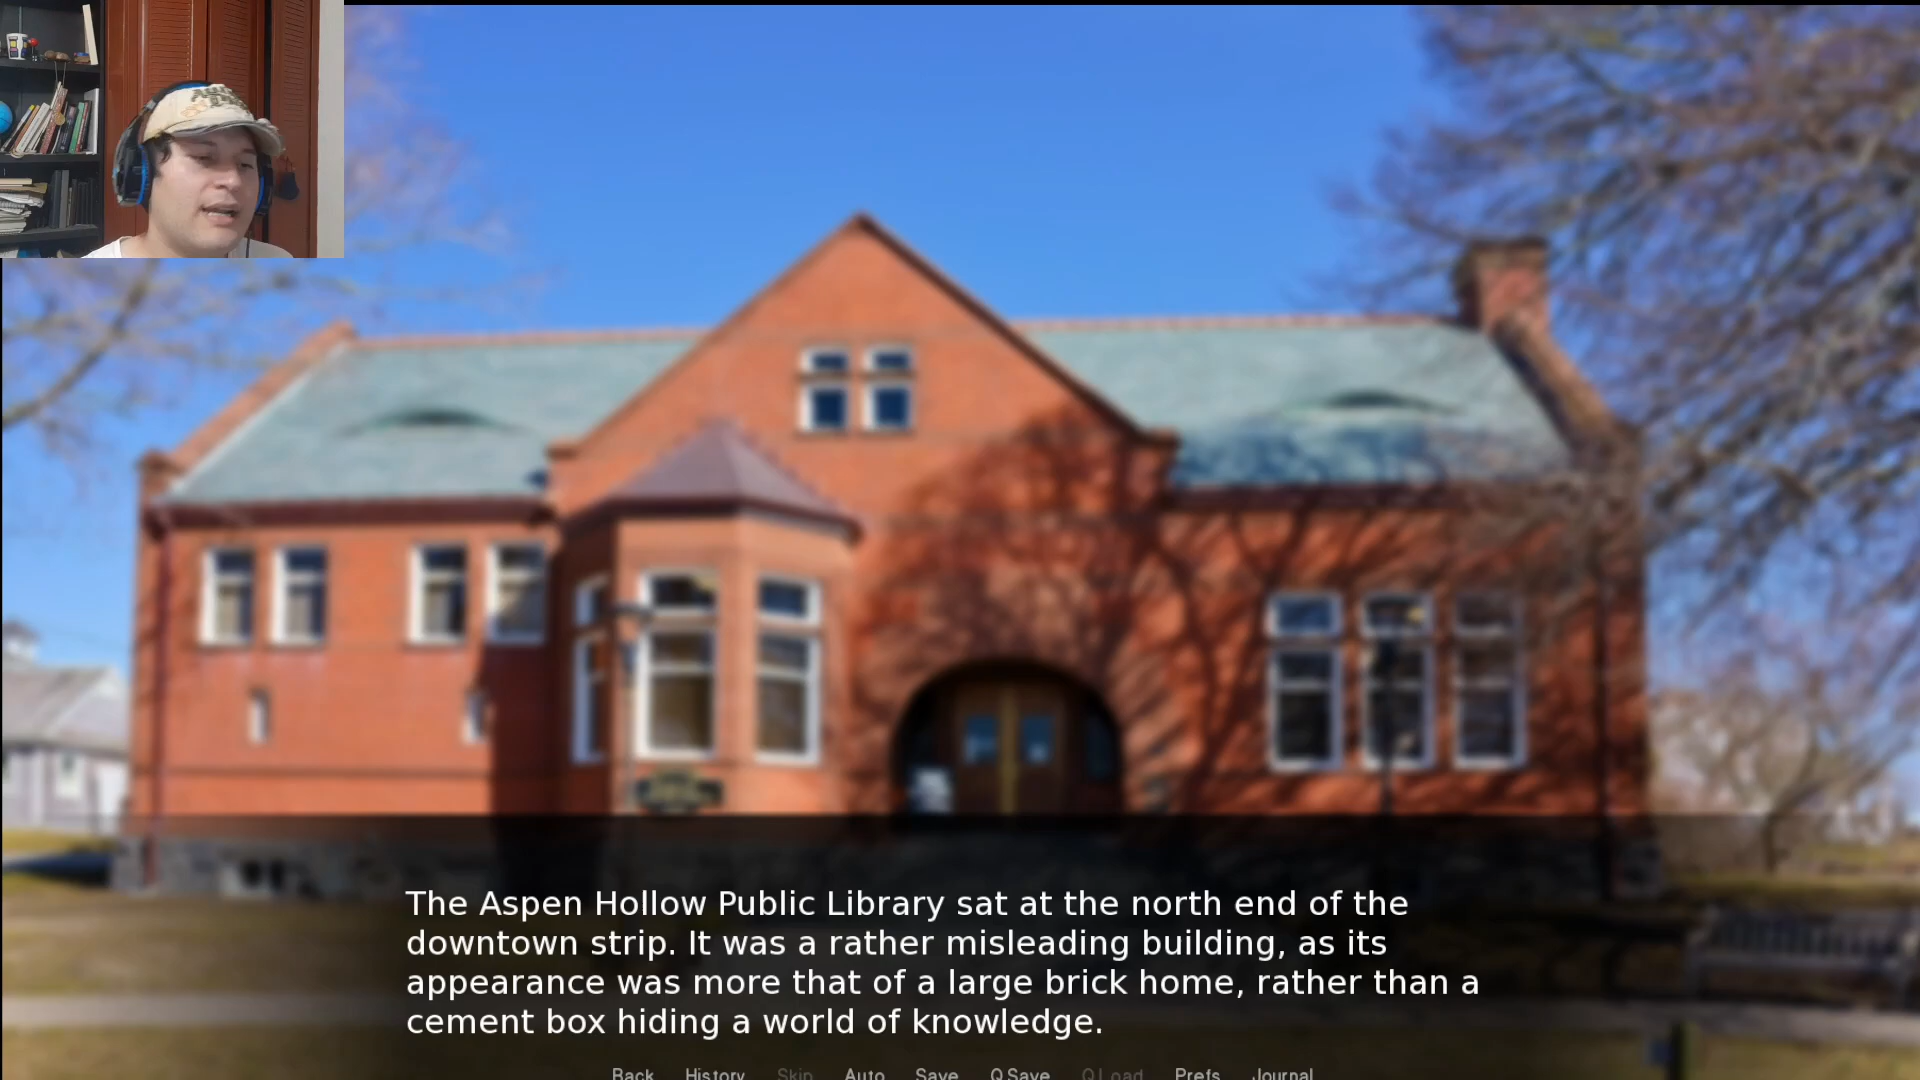 The Aspen Hollow Public Library sat at the north end of the
downtown strip. It was a rather misleading building, as its
appearance was more that of a large brick home, rather than a
cement box hiding a world of knowledge.
Back History Skip Auto Save Q.Save Q.Load Prefs Journal